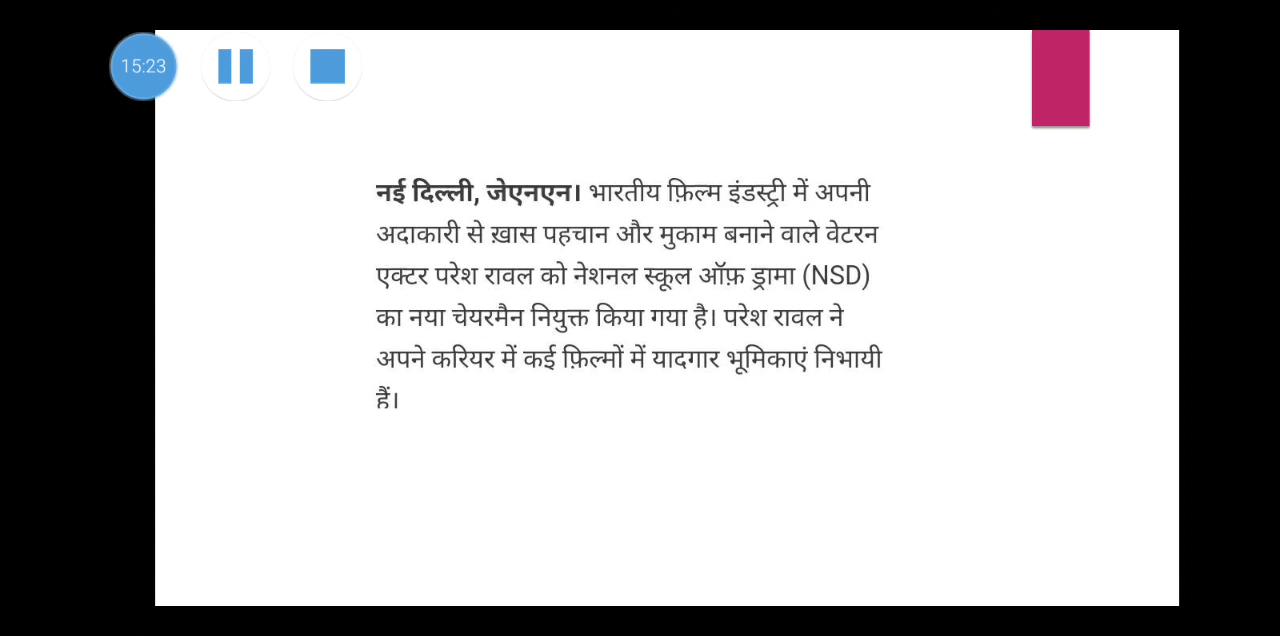 15:23
नई दिल्ली, जेएनएन। भारतीय फ़िल्म इंडस्ट्री में अपनी
अदाकारी से ख़ास पहचान और मुकाम बनाने वाले वेटरन
एक्टर परेश रावल को नेशनल स्कूल ऑफ़ ड्रामा (NSD)
का नया चेयरमैन नियुक्त किया गया है। परेश रावल ने
अपने करियर में कई फ़िल्मों में यादगार भूमिकाएं निभायी
हैं।